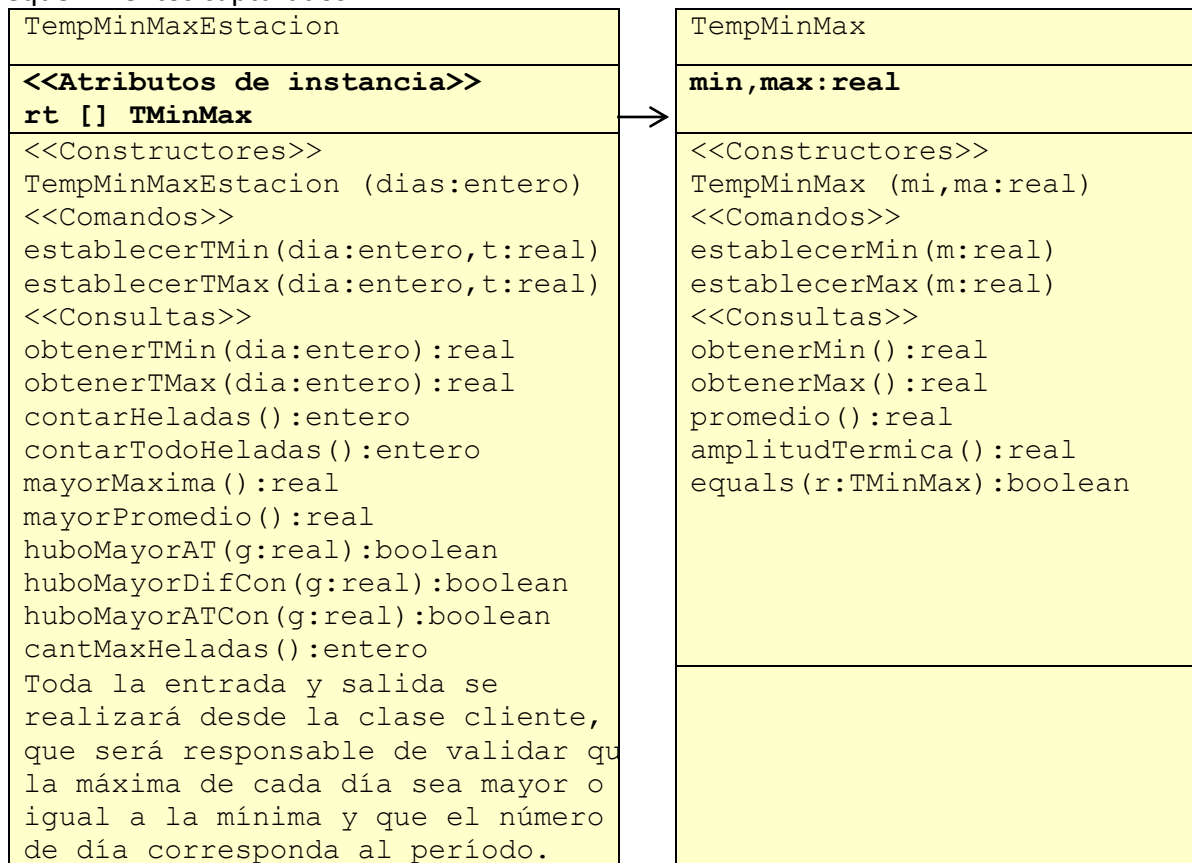 TempMinMaxEstacion
<<Atributos de instancia>>
rt [] TMinMax
<<Constructores>>
TempMinMaxEstacion (dias:entero)
<<Comandos>>
establecerTMin(dia:entero,t:real)
establecerTMax(dia:entero,t:real)
<<Consultas>>
obtenerTMin(dia:entero):real
obtenerTMax(dia:entero):real
contarHeladas():entero
contarTodoHeladas():entero
mayorMaxima():real
mayorPromedio():real
huboMayorAT(g:real):boolean
huboMayorDifCon(g:real):boolean
huboMayorATCon(g:real):boolean
cantMaxHeladas():entero
Toda la entrada y salida se
realizará desde la clase cliente,
que será responsable de validar qu
la máxima de cada día sea mayor o
igual a la mínima y que el número
de día corresponda al período.
TempMinMax
min,max:real
<<Constructores>>
TempMinMax (mi,ma:real)
<<Comandos>>
establecerMin(m:real)
establecerMax(m:real)
<<Consultas>>
obtenerMin():real
obtenerMax():real
promedio():real
amplitudTermica():real
equals(r:TMinMax):boolean